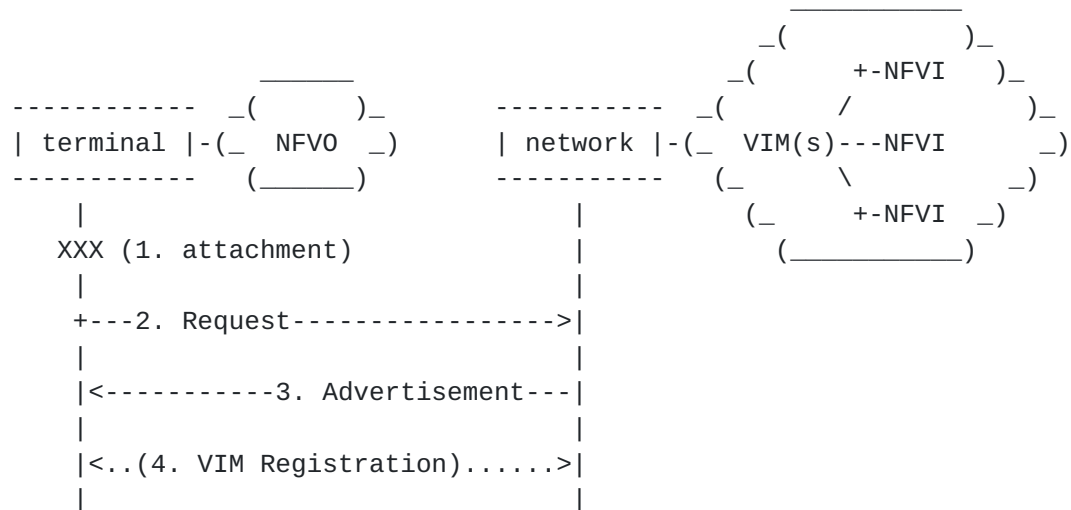 +-NFVI
terminal NFVO network VIM(s)---NFVI
+-NFVI
XXX (1. attachment)
+---2. Request----------------->
<-----------3. Advertisement---
<..(4. VIM Registration)......>